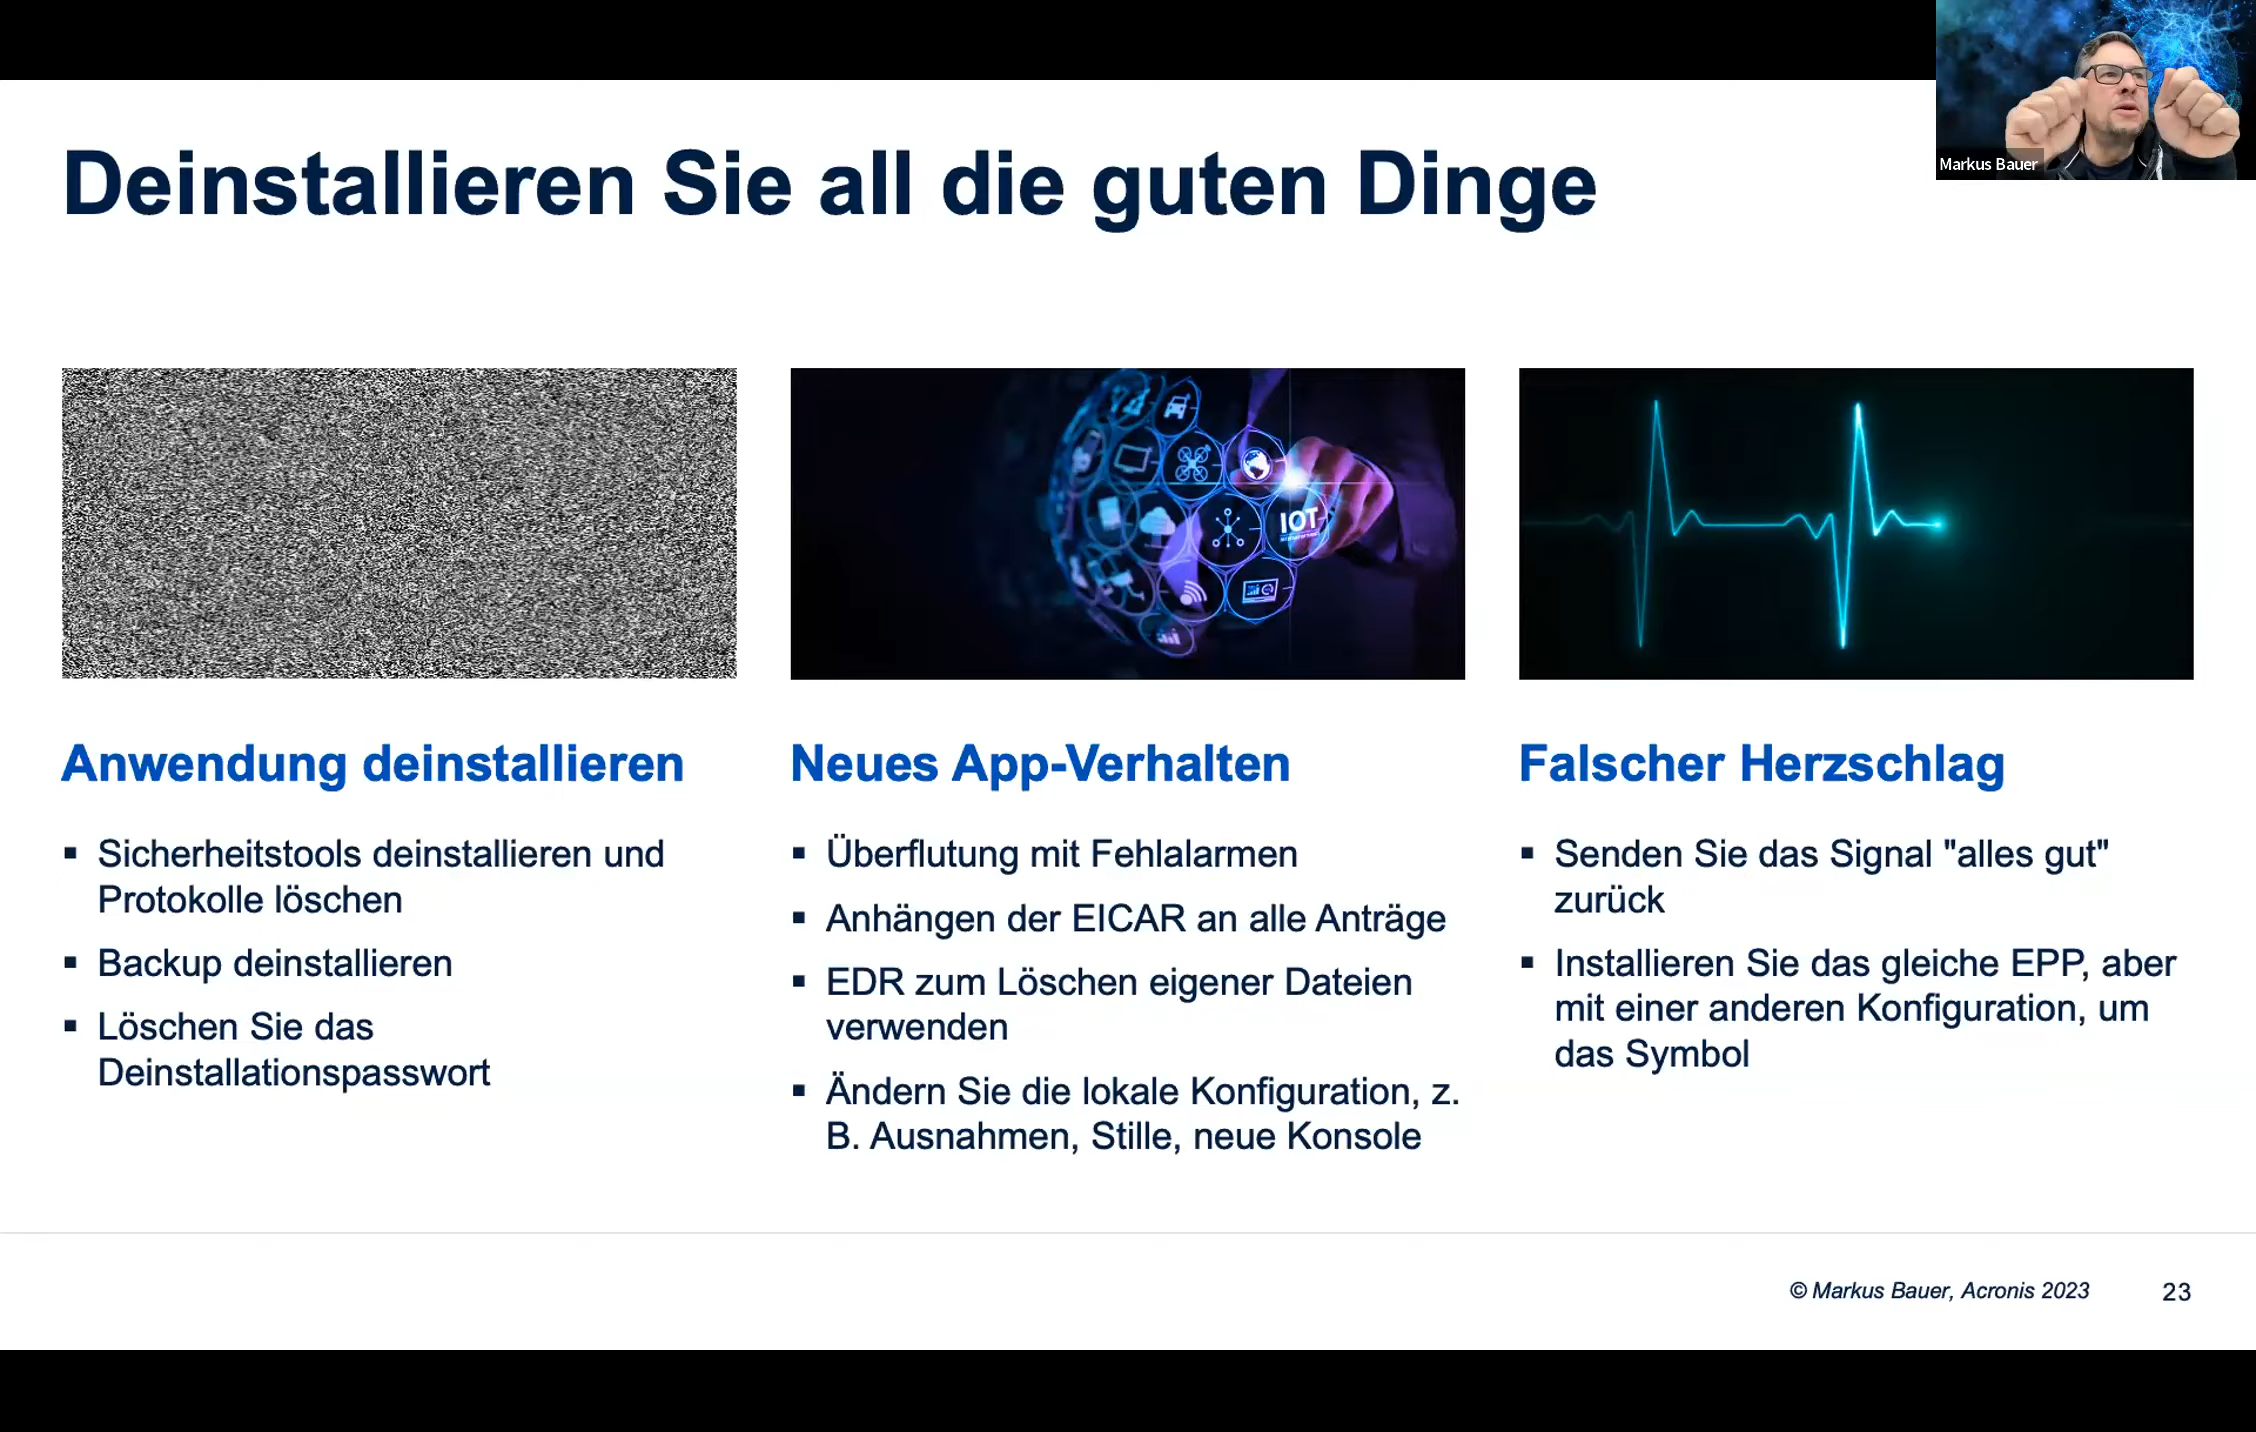 Markus Bauer
Deinstallieren Sie all die guten Dinge
IOT
Anwendung deinstallieren
▪ Sicherheitstools deinstallieren und
Protokolle löschen
▪ Backup deinstallieren
▪ Löschen Sie das
Deinstallationspasswort
Neues App-Verhalten
▪ Überflutung mit Fehlalarmen
▪ Anhängen der EICAR an alle Anträge
▪ EDR zum Löschen eigener Dateien
verwenden
▪ Ändern Sie die lokale Konfiguration, z.
B. Ausnahmen, Stille, neue Konsole
Falscher Herzschlag
▪ Senden Sie das Signal "alles gut"
zurück
▪ Installieren Sie das gleiche EPP, aber
mit einer anderen Konfiguration, um
das Symbol
© Markus Bauer, Acronis 2023
23